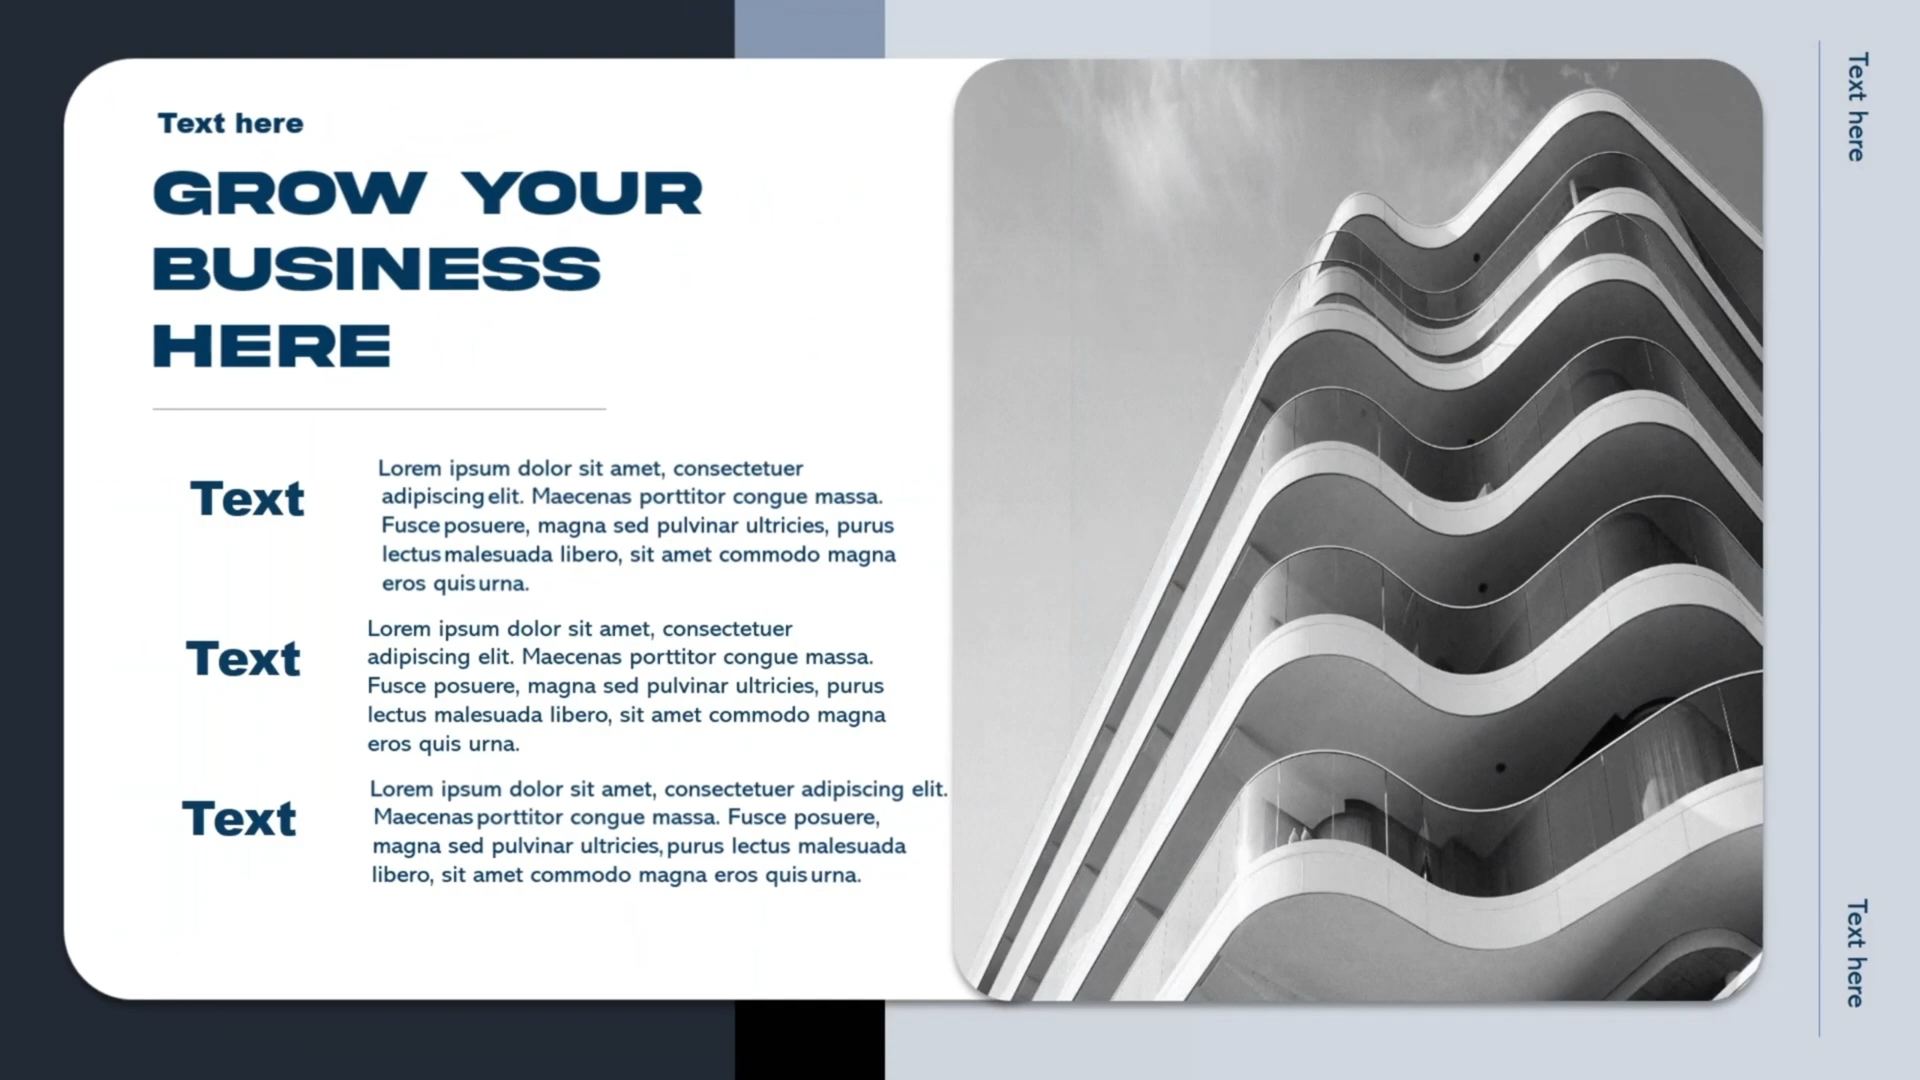 Text here
GROW YOUR
BUSINESS
HERE
Text
Lorem ipsum dolor sit amet, consectetuer
adipiscing elit. Maecenas porttitor congue massa.
Fusce posuere, magna sed pulvinar ultricies, purus
lectus malesuada libero, sit amet commodo magna
eros quis urna.
Text
Lorem ipsum dolor sit amet, consectetuer
adipiscing elit. Maecenas porttitor congue massa.
Fusce posuere, magna sed pulvinar ultricies, purus
lectus malesuada libero, sit amet commodo magna
eros quis urna.
Text
Lorem ipsum dolor sit amet, consectetuer adipiscing elit.
Maecenas porttitor congue massa. Fusce posuere,
magna sed pulvinar ultricies, purus lectus malesuada
libero, sit amet commodo magna eros quis urna.
Text here
Text here